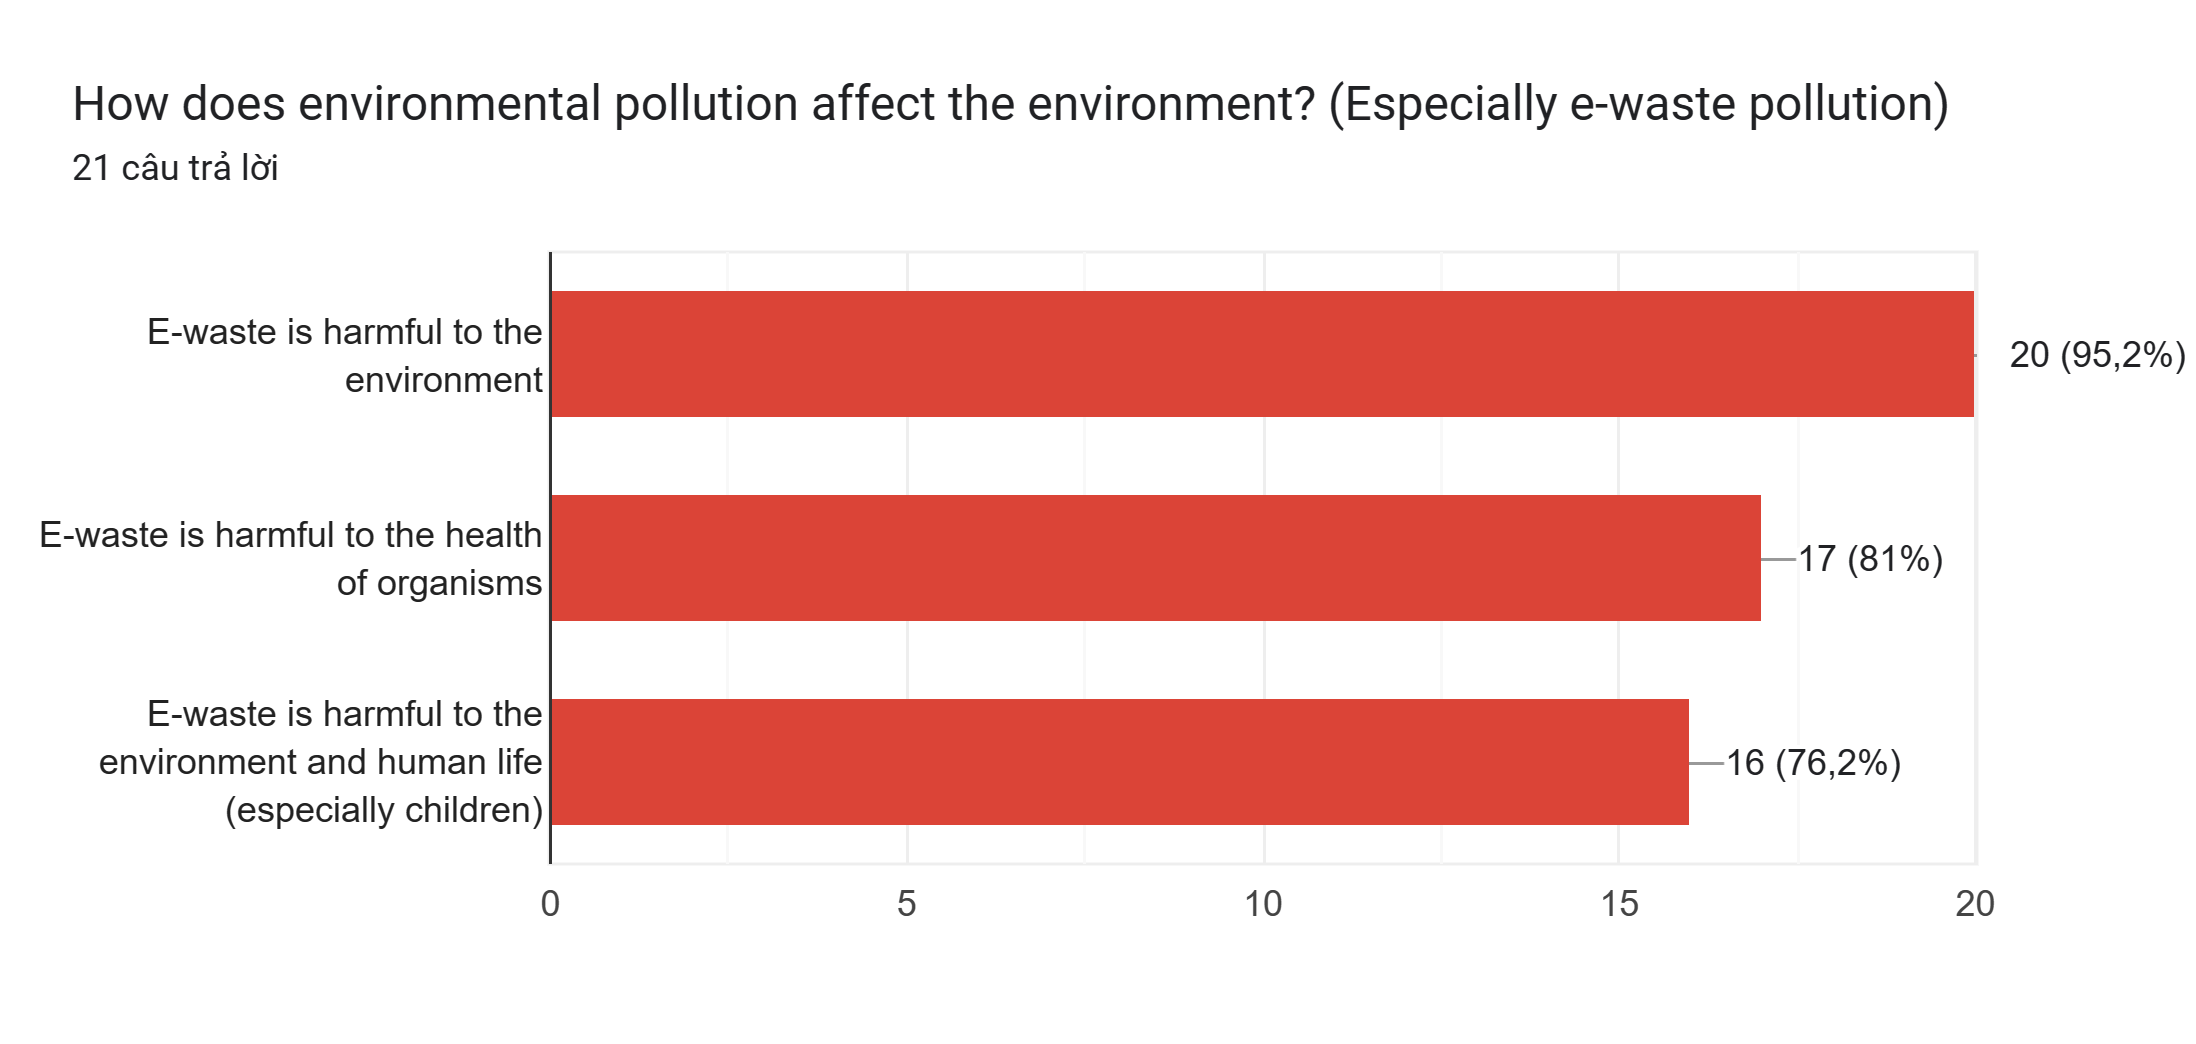 How does environmental pollution affect the environment? (Especially e-waste pollution)
21 câu trả lời
E-waste is harmful to the
environment
20 (95,2%)
E-waste is harmful to the health
of organisms
17 (81%)
E-waste is harmful to the
environment and human life
(especially children)
16 (76,2%)
0 5 10 15 20